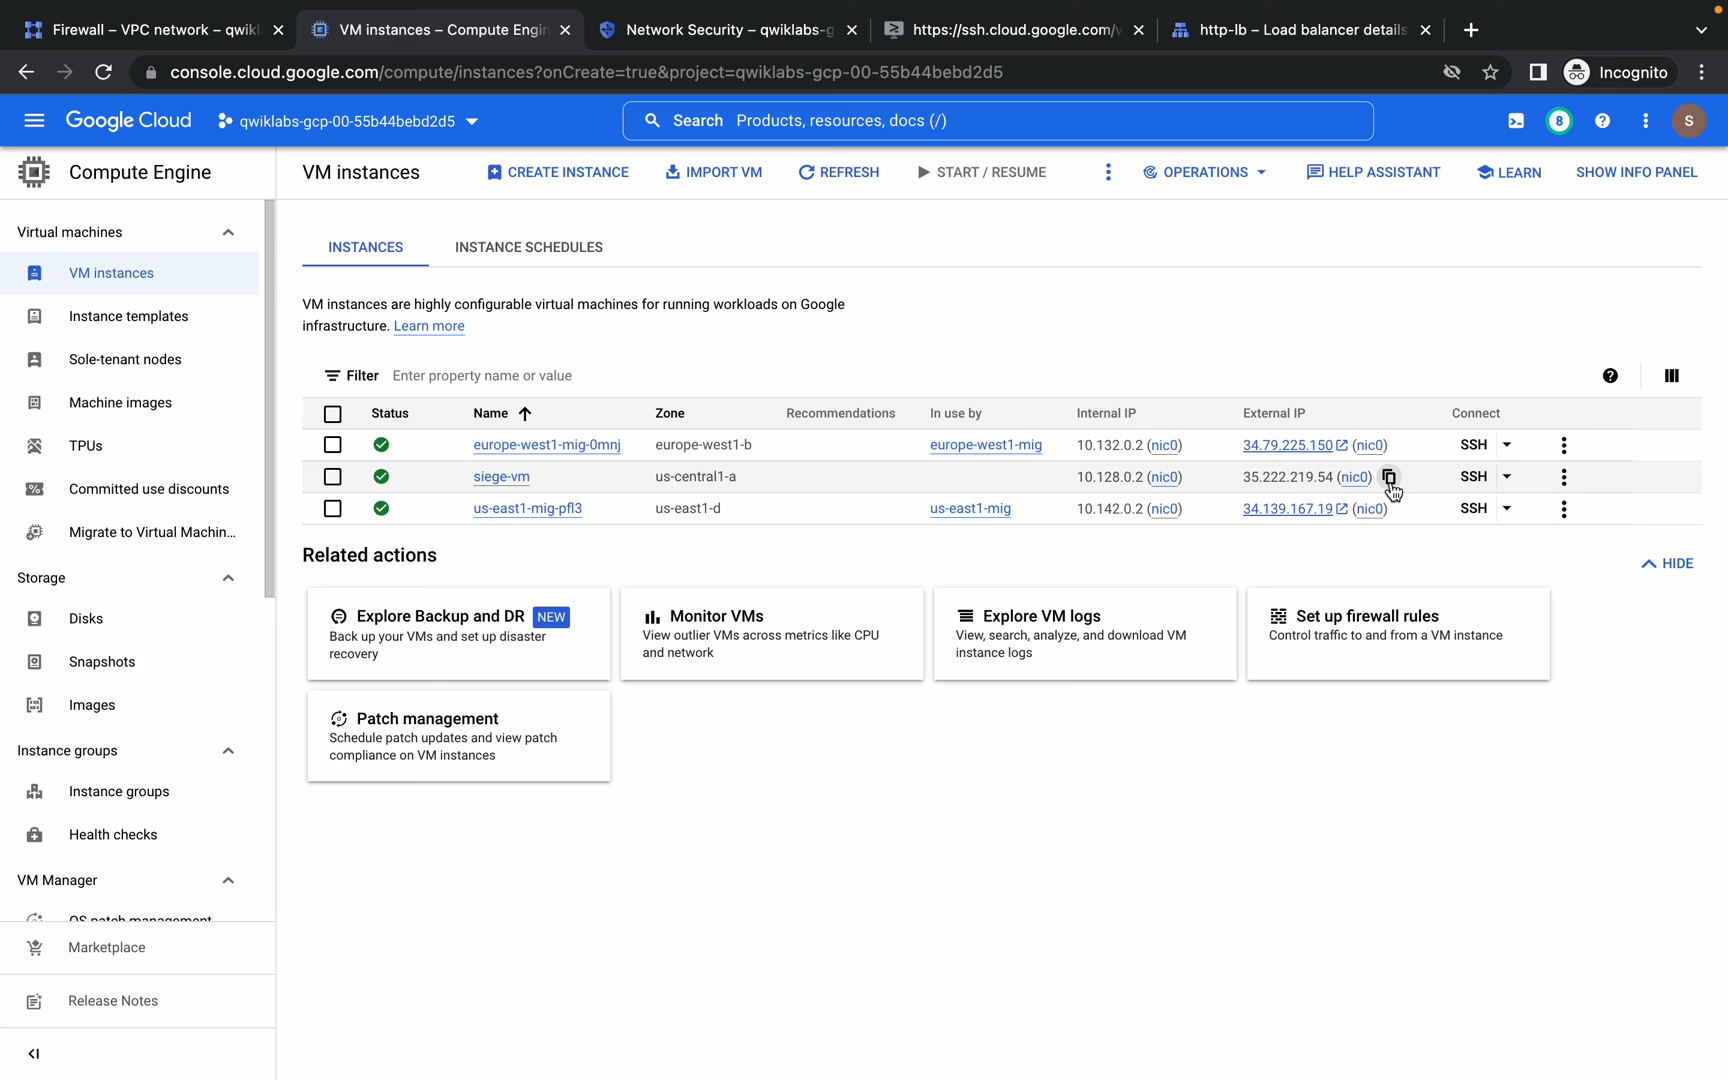 Firewall – VPC network – qwikl
VM instances – Compute Engin
Network Security – qwiklabs-g
https://ssh.cloud.google.com/v
http-lb – Load balancer details
console.cloud.google.com/compute/instances?onCreate=true&project=qwiklabs-gcp-00-55b44bebd2d5
Incognito
Google Cloud
qwiklabs-gcp-00-55b44bebd2d5
Search Products, resources, docs (/)
8
S
Compute Engine
VM instances
CREATE INSTANCE
IMPORT VM
REFRESH
START / RESUME
OPERATIONS
HELP ASSISTANT
LEARN
SHOW INFO PANEL
Virtual machines
VM instances
Instance templates
Sole-tenant nodes
Machine images
TPUs
Committed use discounts
Migrate to Virtual Machin...
Storage
Disks
Snapshots
Images
Instance groups
Instance groups
Health checks
VM Manager
OS patch management
Marketplace
Release Notes
INSTANCES
INSTANCE SCHEDULES
VM instances are highly configurable virtual machines for running workloads on Google
infrastructure. Learn more
Filter Enter property name or value
Status Name Zone Recommendations In use by Internal IP External IP Connect
europe-west1-mig-0mnj europe-west1-b europe-west1-mig 10.132.0.2 (nic0) 34.79.225.150 (nic0) SSH
siege-vm us-central1-a 10.128.0.2 (nic0) 35.222.219.54 (nic0) SSH
us-east1-mig-pfl3 us-east1-d us-east1-mig 10.142.0.2 (nic0) 34.139.167.19 (nic0) SSH
Related actions
HIDE
Explore Backup and DR NEW
Back up your VMs and set up disaster
recovery
Monitor VMs
View outlier VMs across metrics like CPU
and network
Explore VM logs
View, search, analyze, and download VM
instance logs
Set up firewall rules
Control traffic to and from a VM instance
Patch management
Schedule patch updates and view patch
compliance on VM instances